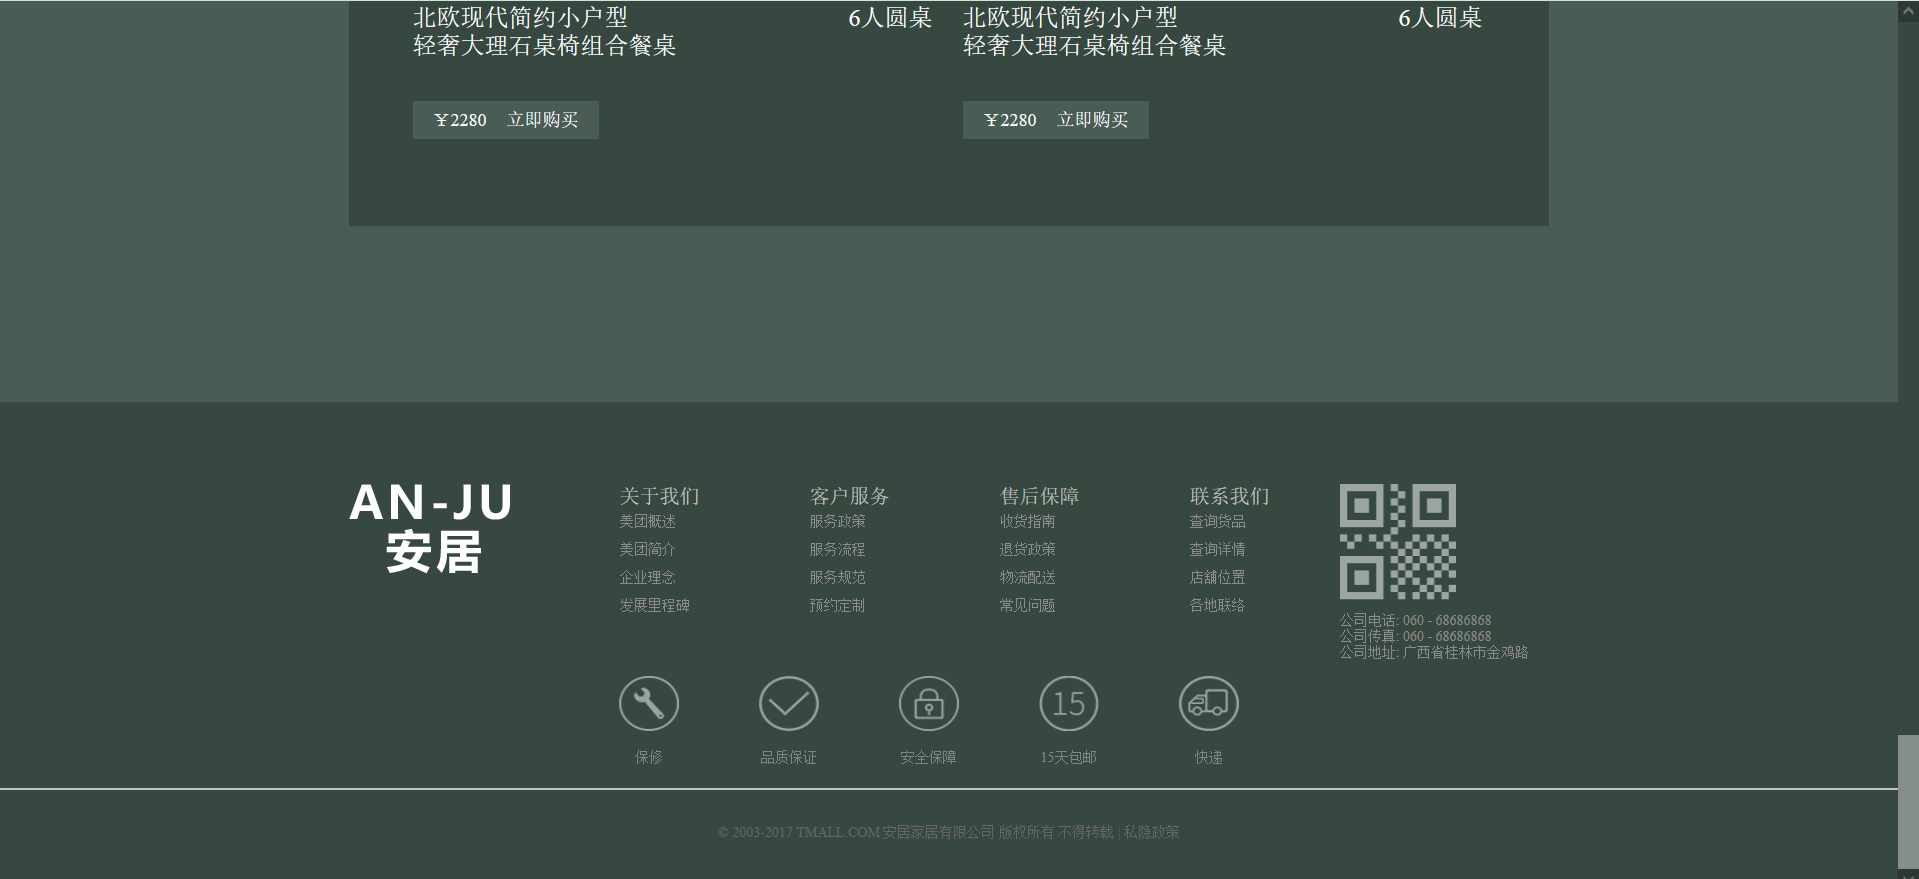 北欧现代简约小户型
轻奢大理石桌椅组合餐桌
6人圆桌
￥2280 立即购买
北欧现代简约小户型
轻奢大理石桌椅组合餐桌
6人圆桌
￥2280 立即购买
AN-JU
安居
关于我们
美团概述
美团简介
企业理念
发展里程碑
客户服务
服务政策
服务流程
服务规范
预约定制
售后保障
收货指南
退货政策
物流配送
常见问题
联系我们
查询货品
查询详情
店舖位置
各地联络
公司电话: 060 - 68686868
公司传真: 060 - 68686868
公司地址: 广西省桂林市金鸡路
保修
品质保证
安全保障
15
15天包邮
快递
© 2003-2017 TMALL.COM 安居家居有限公司 版权所有 不得转载 | 私隐政策